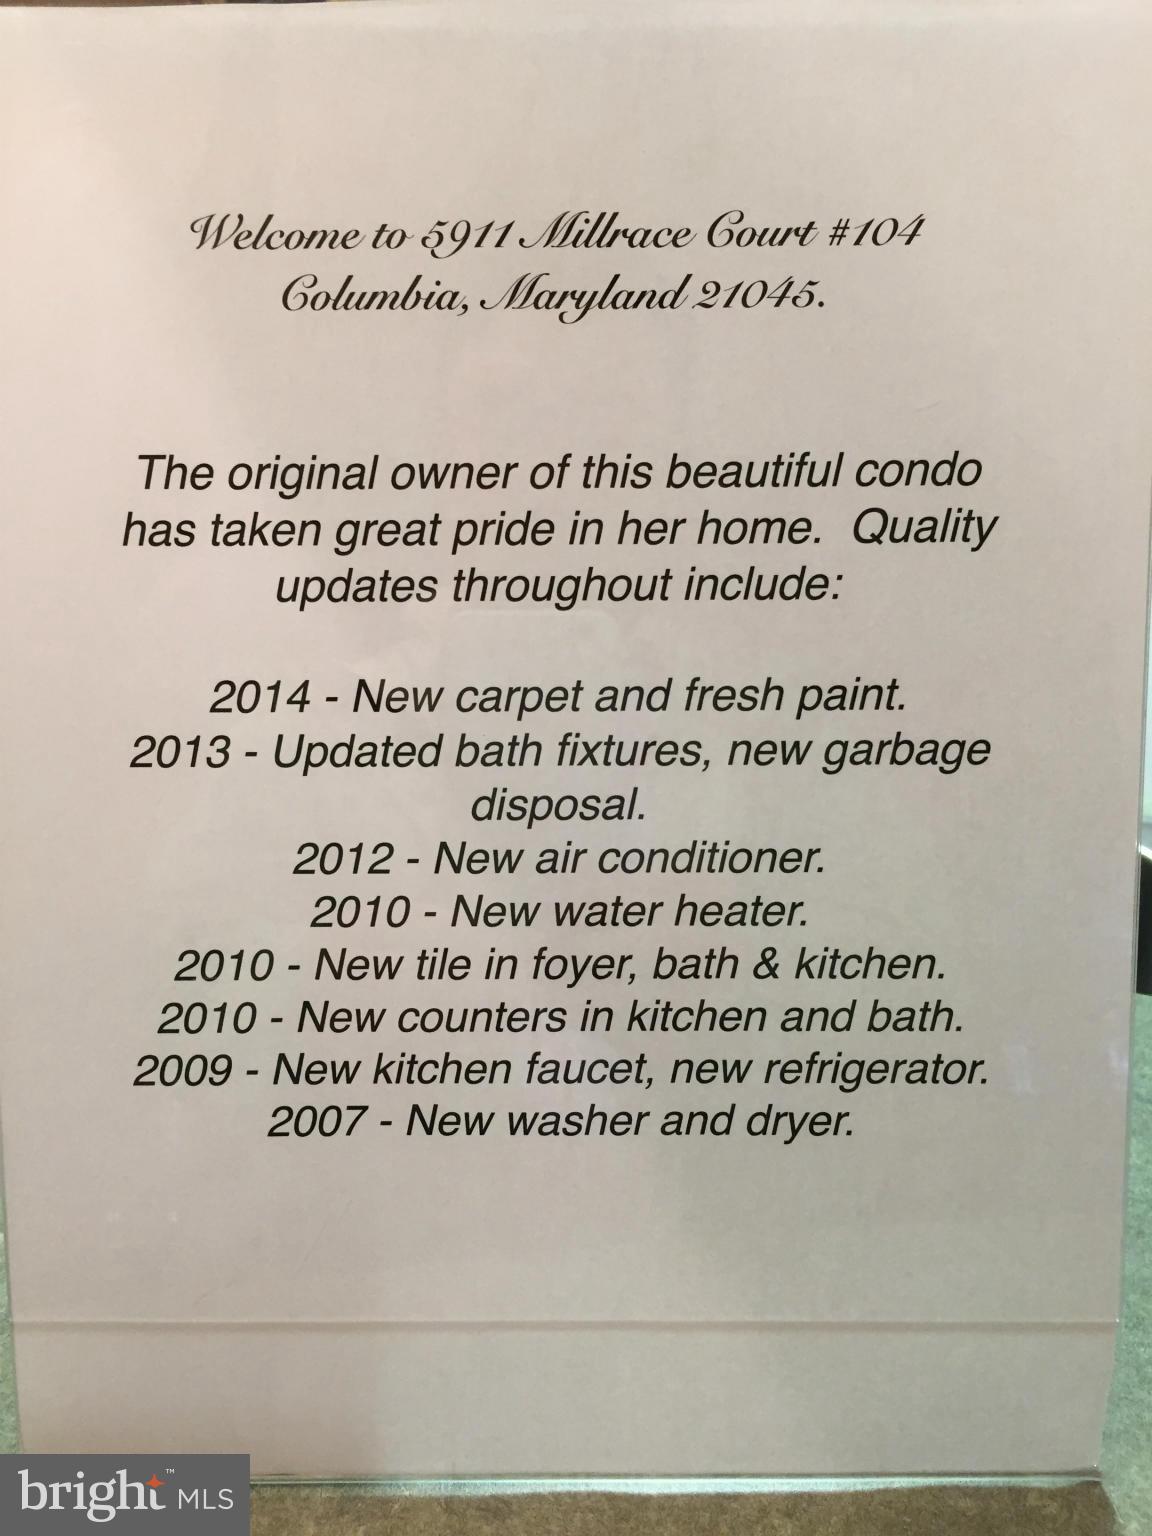 Welcome to 5911 Millrace Court #104
Columbia, Maryland 21045.
The original owner of this beautiful condo
has taken great pride in her home. Quality
updates throughout include:
2014 - New carpet and fresh paint.
2013 - Updated bath fixtures, new garbage
disposal.
2012 - New air conditioner.
2010 - New water heater.
2010 - New tile in foyer, bath & kitchen.
2010 - New counters in kitchen and bath.
2009 - New kitchen faucet, new refrigerator.
2007 - New washer and dryer.
bright™ MLS